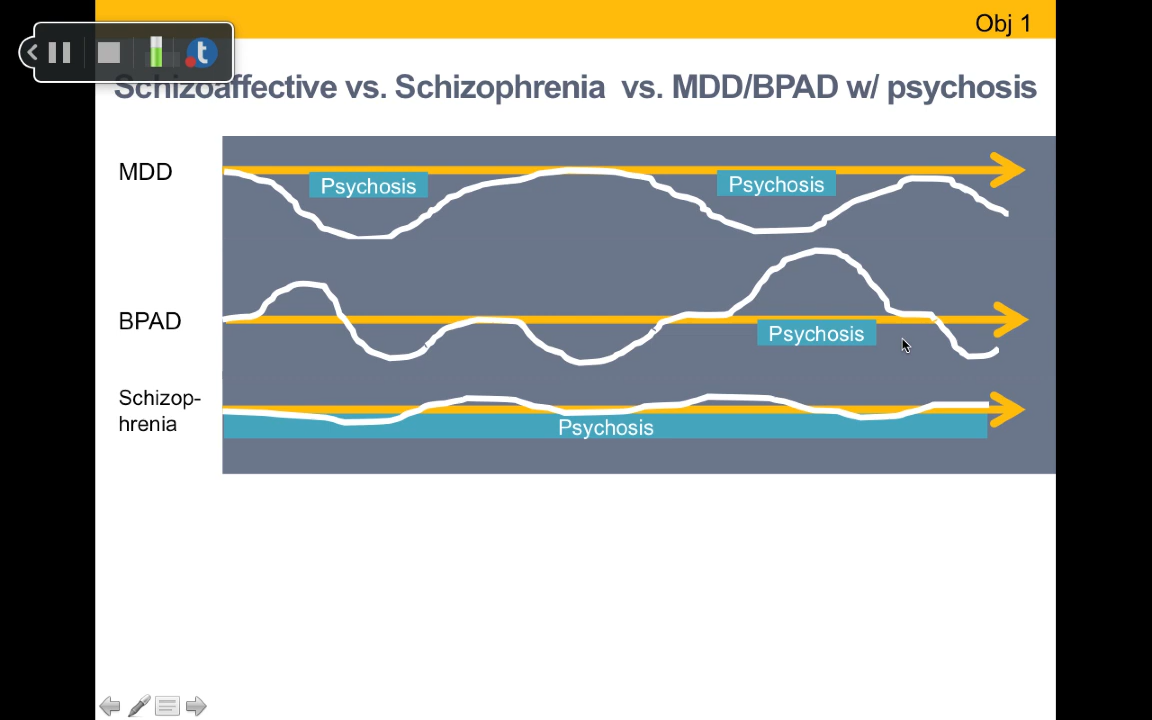 Obj 1
Schizoaffective vs. Schizophrenia vs. MDD/BPAD w/ psychosis
MDD
Psychosis
Psychosis
BPAD
Psychosis
Schizop-
hrenia
Psychosis
t